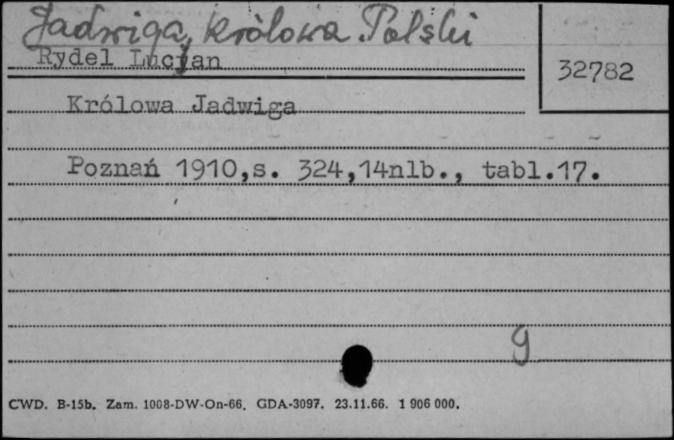 Jadwiga, królowa Polski
Rydel Lucjan
32782
Królowa Jadwiga
Poznań 1910,s. 324,14nlb., tabl.17.
g
CWD. B-15b. Zam. 1008-DW-On-66. GDA-3097. 23.11.66. 1 906 000.